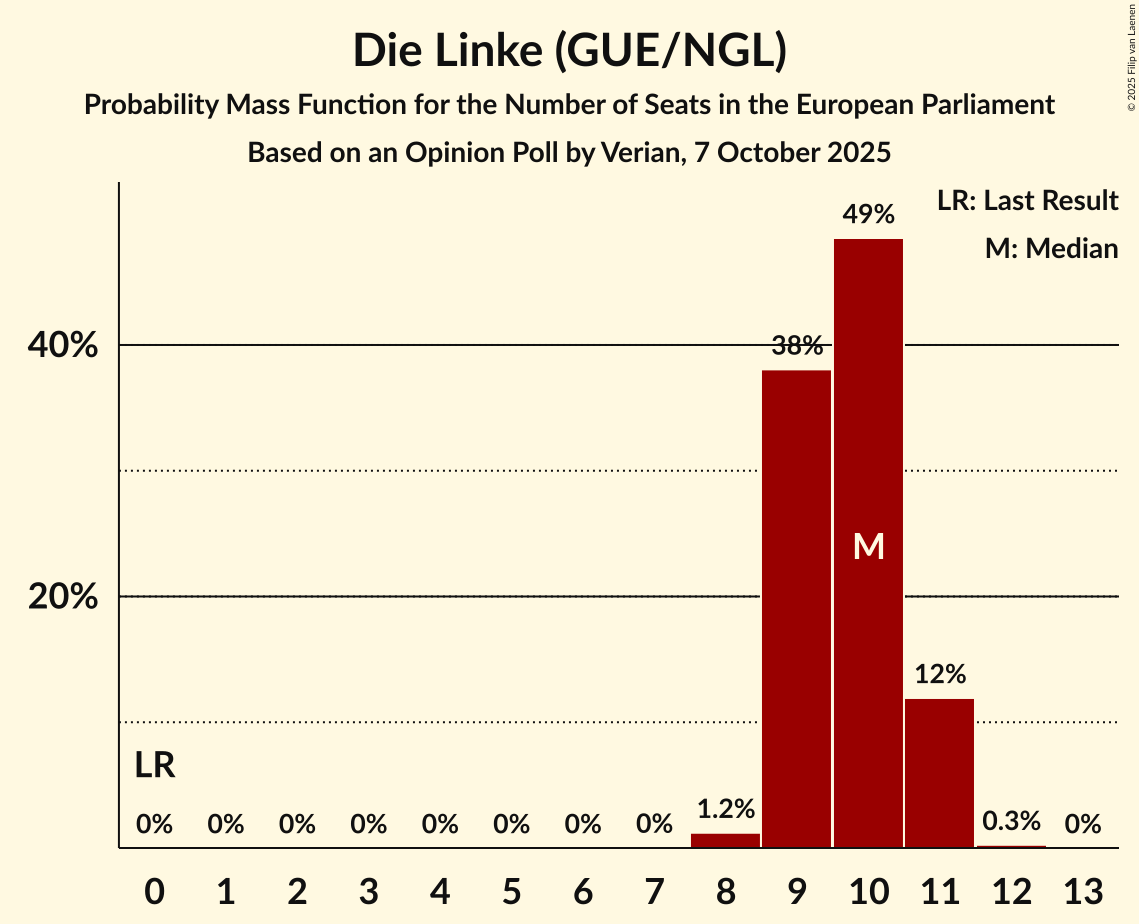 Die Linke (GUE/NGL)
Probability Mass Function for the Number of Seats in the European Parliament
Based on an Opinion Poll by Verian, 7 October 2025
© 2025 Filip van Laenen
LR: Last Result
M: Median
49%
40%
38%
M
20%
12%
LR
0% 0% 0% 0% 0% 0% 0% 0% 1.2% 0.3% 0%
0 1 2 3 4 5 6 7 8 9 10 11 12 13